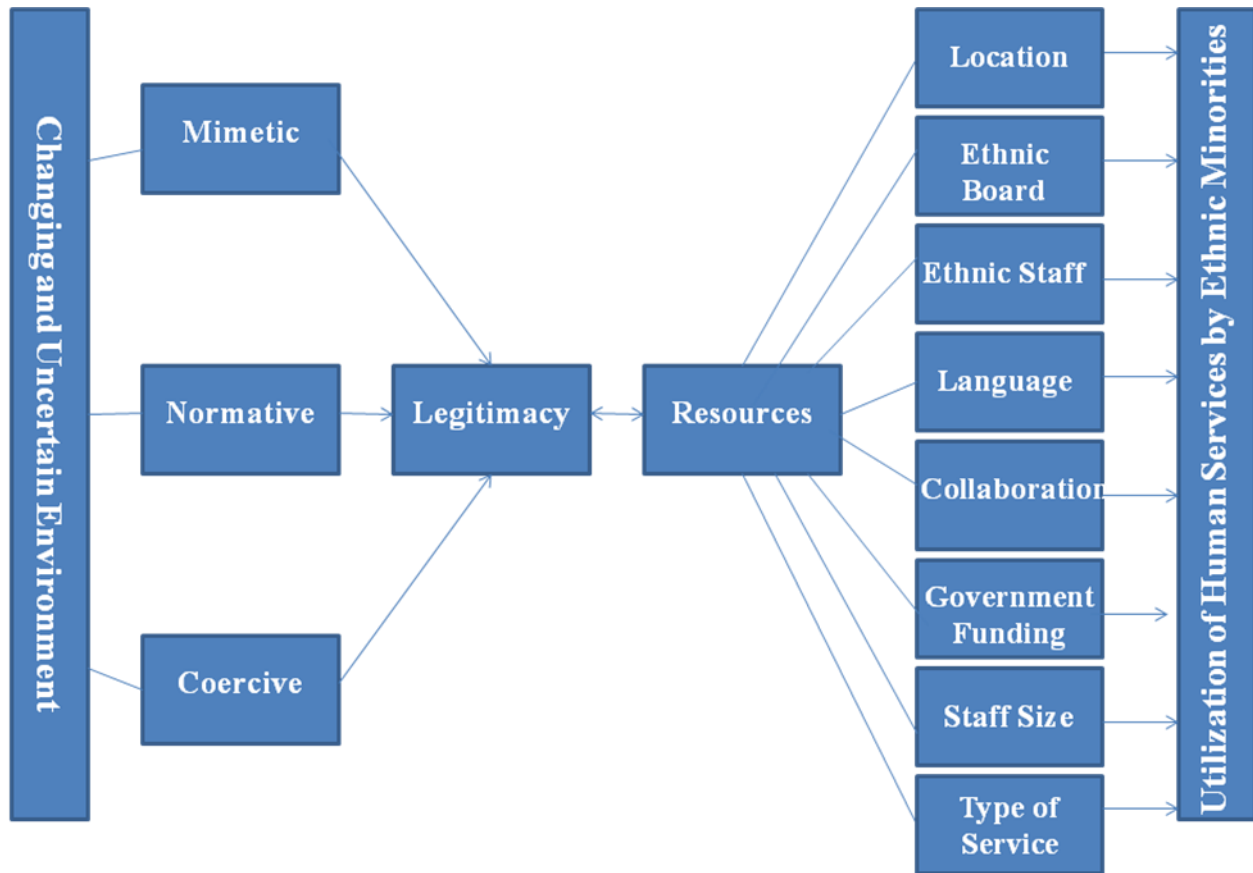 Changing and Uncertain Environment
Mimetic
Normative
Coercive
Legitimacy
Resources
Location
Ethnic
Board
Ethnic Staff
Language
Collaboration
Government
Funding
Staff Size
Type of
Service
Utilization of Human Services by Ethnic Minorities